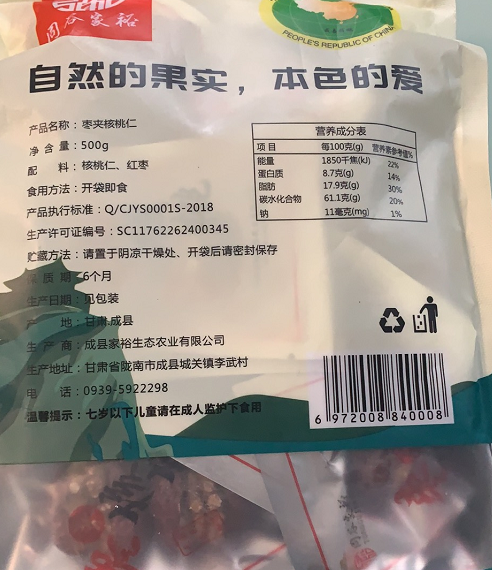 同谷家裕
PEOPLE'S REPUBLIC OF CHINA
自然的果实，本色的爱
产品名称：枣夹核桃仁
净 含 量：500g
配 料：核桃仁、红枣
食用方法：开袋即食
产品执行标准：Q/CJYS0001S-2018
生产许可证编号：SC11762262400345
贮藏方法：请置于阴凉干燥处、开袋后请密封保存
保 质 期：6个月
生产日期：见包装
产 地：甘肃.成县
生 产 商：成县家裕生态农业有限公司
生产地址：甘肃省陇南市成县城关镇李武村
电 话：0939-5922298
温馨提示：七岁以下儿童请在成人监护下食用
营养成分表
项目 每100克(g) 营养素参考值%
能量 1850千焦(kJ) 22%
蛋白质 8.7克(g) 14%
脂肪 17.9克(g) 30%
碳水化合物 61.1克(g) 20%
钠 11毫克(mg) 1%
6 972008 840008